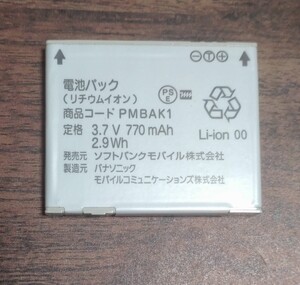 電池パック
(リチウムイオン)
商品コード PMBAK1
定格 3.7 V 770 mAh
2.9Wh
Li-ion 00
発売元 ソフトバンクモバイル株式会社
製造元 パナソニック
モバイルコミュニケーションズ株式会社
PS
E